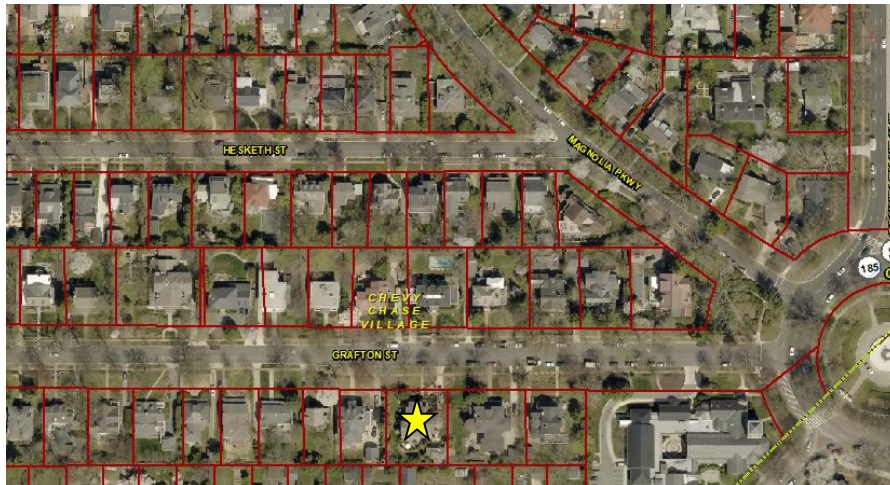 HESKETH ST
MAGNOLIA PKWY
185
CHEVY
CHASE
VILLAGE
GRAFTON ST